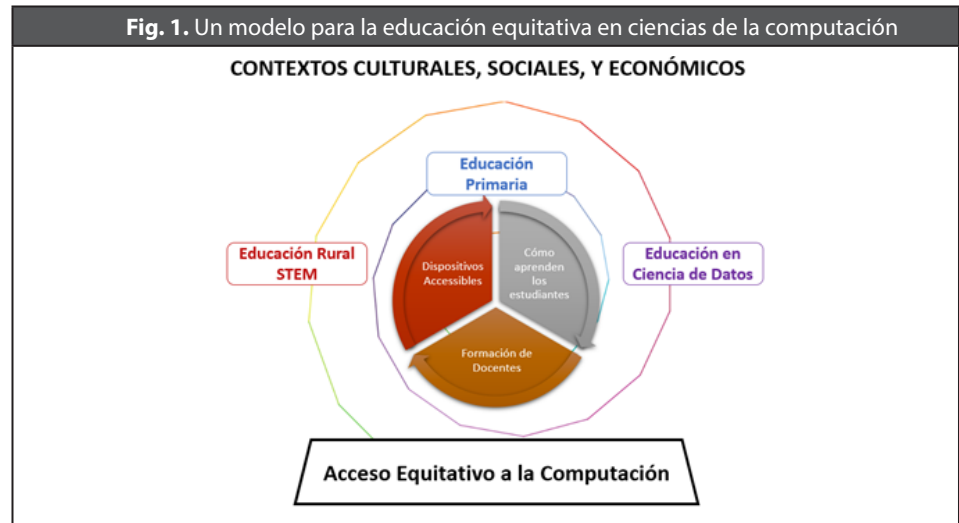 Fig. 1. Un modelo para la educación equitativa en ciencias de la computación
CONTEXTOS CULTURALES, SOCIALES, Y ECONÓMICOS
Educación
Primaria
Educación Rural
STEM
Dispositivos
Accessibles
Cómo
aprenden
los
estudiantes
Educación en
Ciencia de Datos
Formación de
Docentes
Acceso Equitativo a la Computación